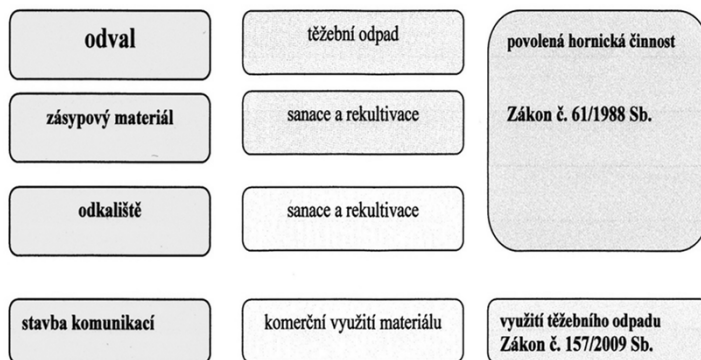 odval
těžební odpad
povolená hornická činnost
zásypový materiál
sanace a rekultivace
Zákon č. 61/1988 Sb.
odkaliště
sanace a rekultivace
stavba komunikací
komerční využití materiálu
využití těžebního odpadu
Zákon č. 157/2009 Sb.